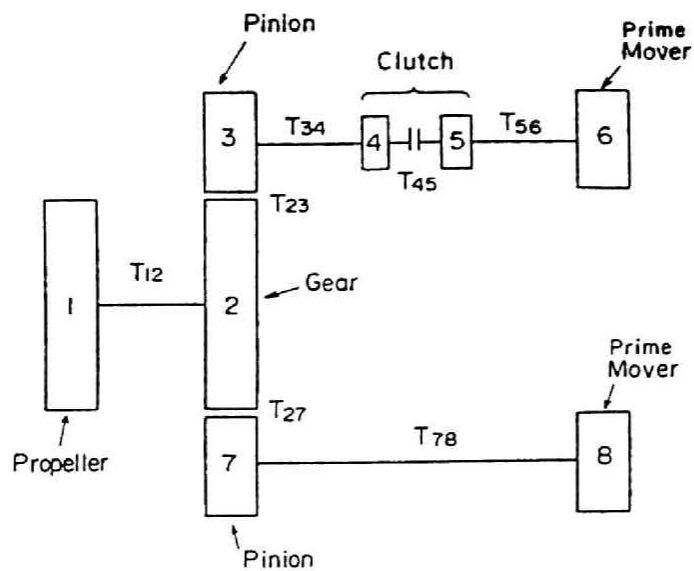 Pinion
Prime
Mover
Clutch
3
T34
4
5
T56
6
T45
T23
1
T12
2
Gear
Prime
Mover
T27
T78
7
8
Propeller
Pinion